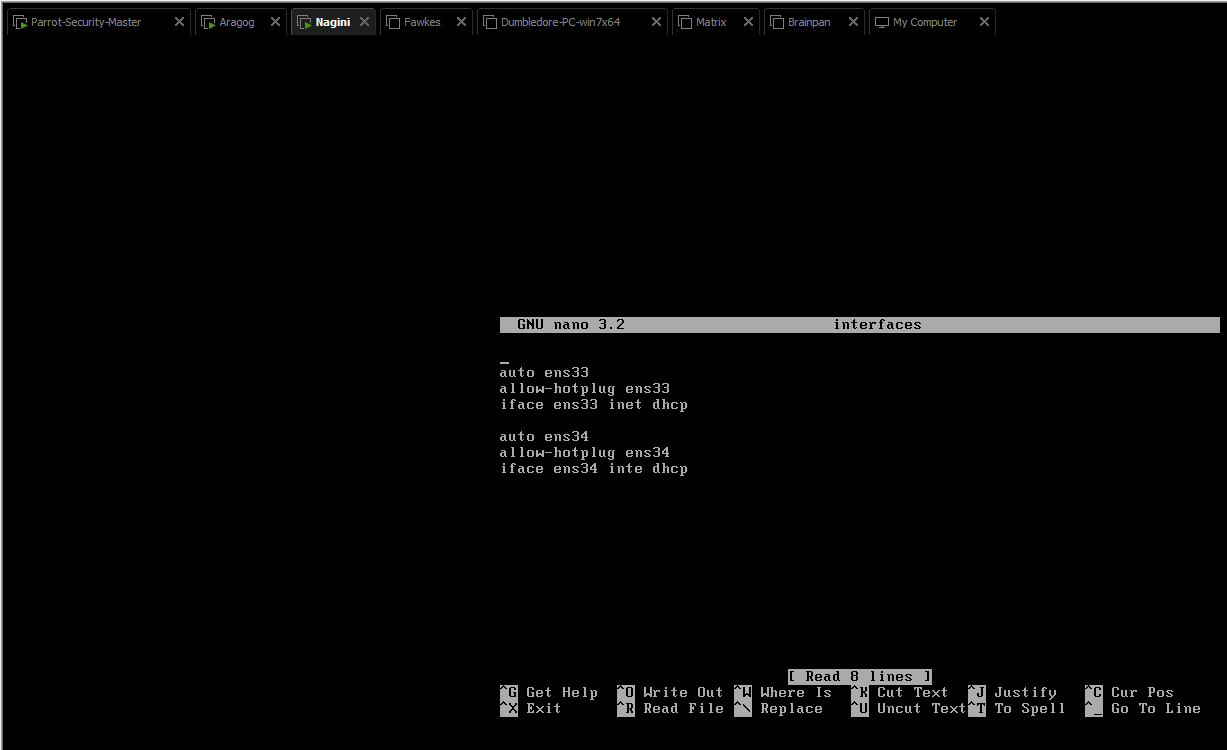 Parrot-Security-Master Aragog Nagini Fawkes Dumbledore-PC-win7x64 Matrix Brainpan My Computer
GNU nano 3.2 interfaces
auto ens33
allow-hotplug ens33
iface ens33 inet dhcp
auto ens34
allow-hotplug ens34
iface ens34 inte dhcp
[ Read 8 lines ]
^G Get Help ^O Write Out ^W Where Is ^K Cut Text ^J Justify ^C Cur Pos
^X Exit ^R Read File ^\ Replace ^U Uncut Text ^T To Spell ^_ Go To Line